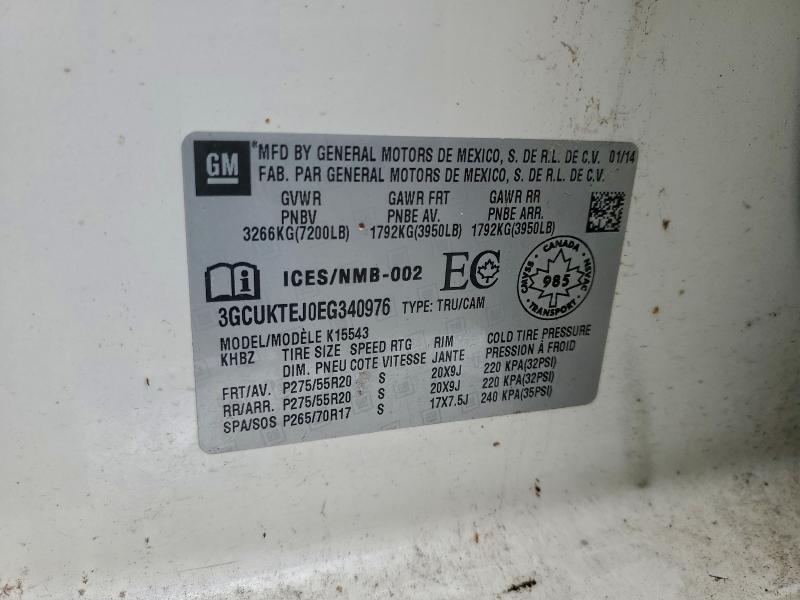 GM
*MFD BY GENERAL MOTORS DE MEXICO, S. DE R.L. DE C.V. 01/14
FAB. PAR GENERAL MOTORS DE MEXICO, S. DE R.L. DE C.V.
GVWR GAWR FRT GAWR RR
PNBV PNBE AV. PNBE ARR.
3266KG(7200LB) 1792KG(3950LB) 1792KG(3950LB)
i ICES/NMB-002 EC CANADA CMVSS NSVAC 985 TRANSPORT
3GCUKTEJ0EG340976 TYPE: TRU/CAM
MODEL/MODÈLE K15543
KHBZ TIRE SIZE SPEED RTG RIM COLD TIRE PRESSURE
DIM. PNEU COTE VITESSE JANTE PRESSION À FROID
FRT/AV. P275/55R20 S 20X9J 220 KPA(32PSI)
RR/ARR. P275/55R20 S 20X9J 220 KPA(32PSI)
SPA/SOS P265/70R17 S 17X7.5J 240 KPA(35PSI)